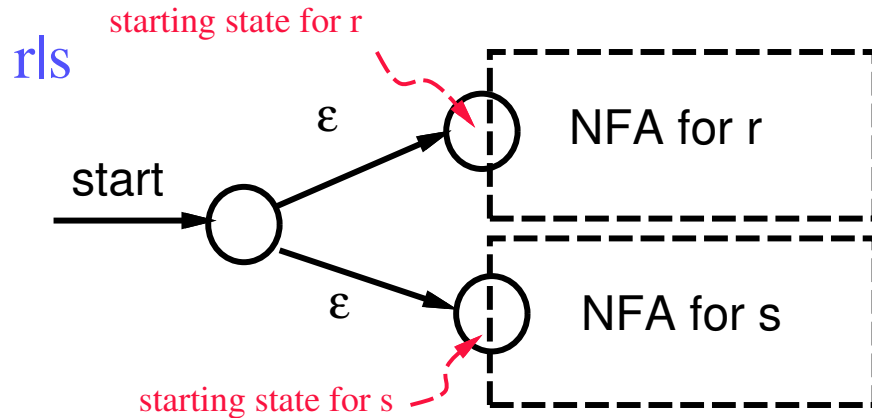 starting state for r
r|s
ε
NFA for r
start
ε
NFA for s
starting state for s